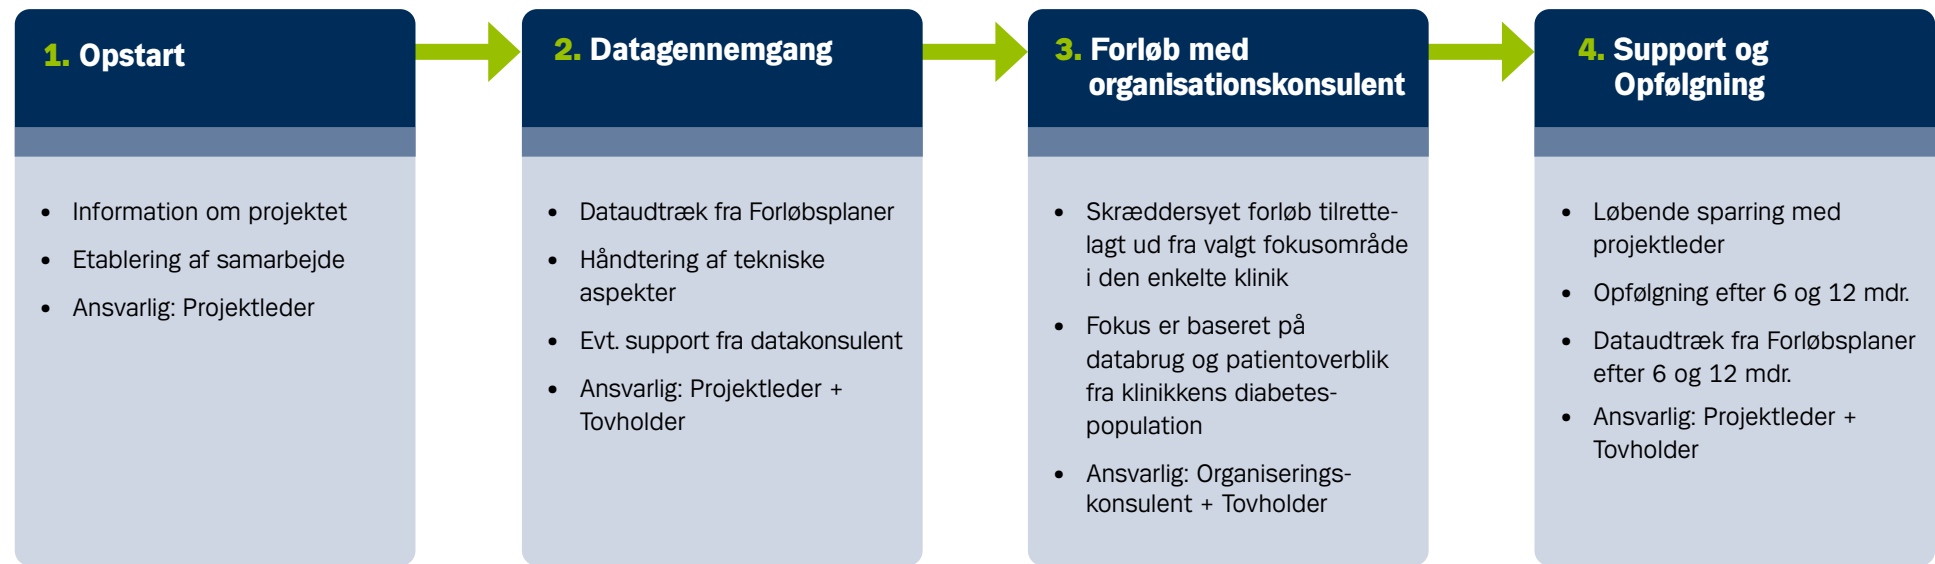 1. Opstart
• Information om projektet
• Etablering af samarbejde
• Ansvarlig: Projektleder
2. Datagennemgang
• Dataudtræk fra Forløbsplaner
• Håndtering af tekniske
aspekter
• Evt. support fra datakonsulent
• Ansvarlig: Projektleder +
Tovholder
3. Forløb med
organisationskonsulent
• Skræddersyet forløb tilrette-
lagt ud fra valgt fokusområde
i den enkelte klinik
• Fokus er baseret på
databrug og patientoverblik
fra klinikkens diabetes-
population
• Ansvarlig: Organiserings-
konsulent + Tovholder
4. Support og
Opfølgning
• Løbende sparring med
projektleder
• Opfølgning efter 6 og 12 mdr.
• Dataudtræk fra Forløbsplaner
efter 6 og 12 mdr.
• Ansvarlig: Projektleder +
Tovholder